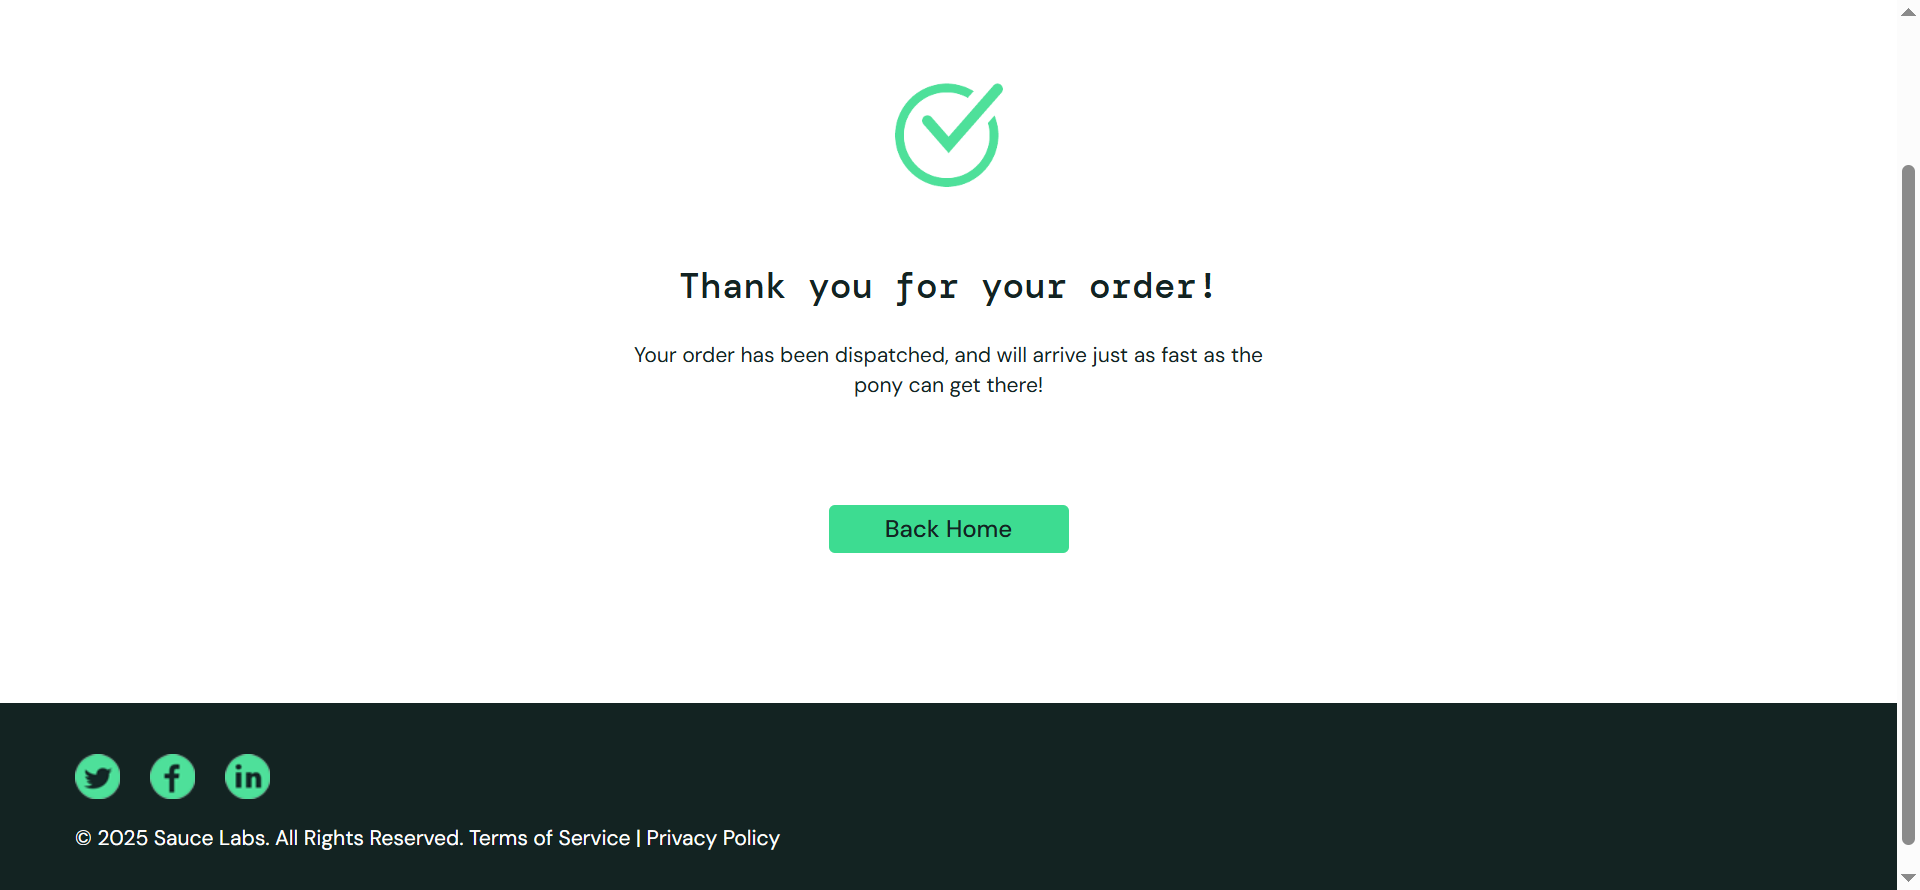 Thank you for your order!
Your order has been dispatched, and will arrive just as fast as the
pony can get there!
Back Home
© 2025 Sauce Labs. All Rights Reserved. Terms of Service | Privacy Policy